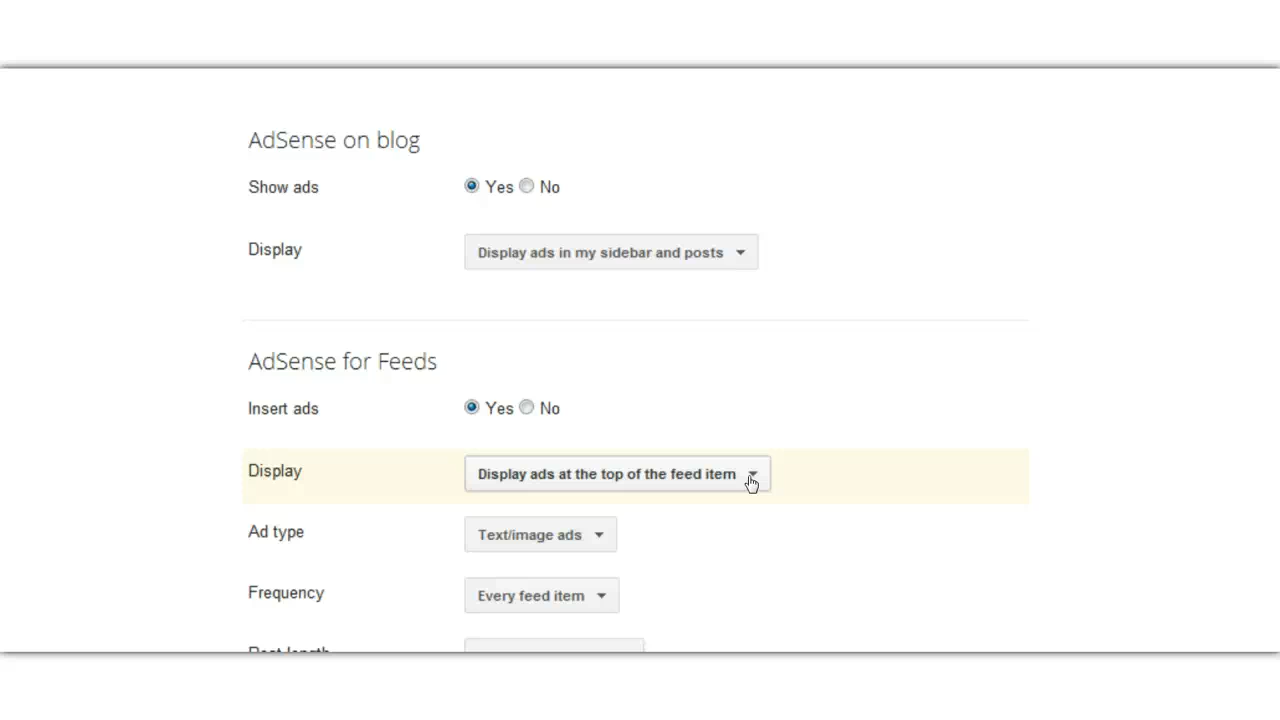 AdSense on blog
Show ads Yes No
Display Display ads in my sidebar and posts
AdSense for Feeds
Insert ads Yes No
Display Display ads at the top of the feed item
Ad type Text/image ads
Frequency Every feed item
Post length